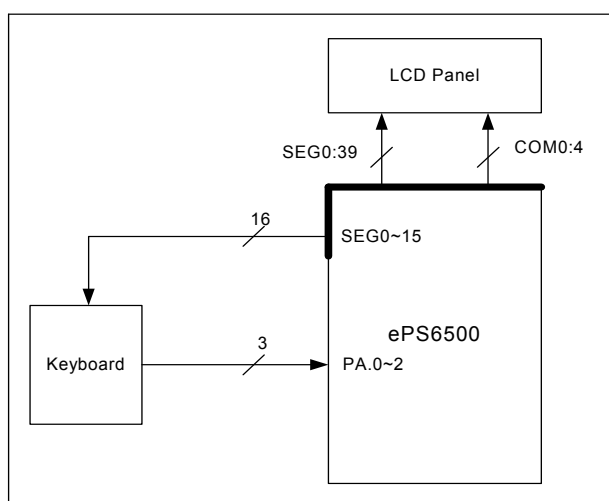 LCD Panel
SEG0:39
COM0:4
16
SEG0~15
ePS6500
Keyboard
3
PA.0~2